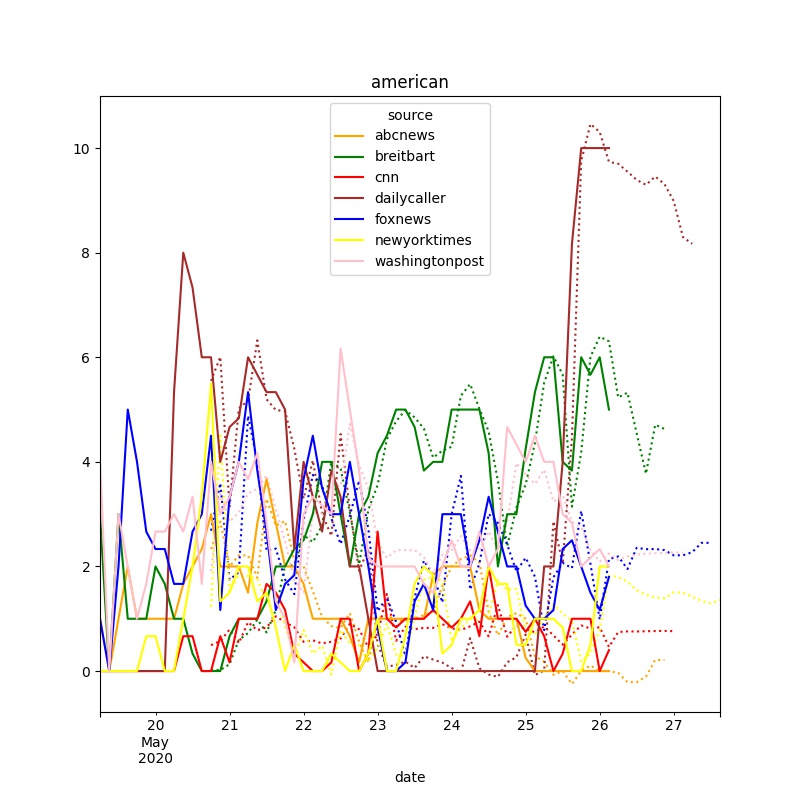 american
source
abcnews
breitbart
cnn
dailycaller
foxnews
newyorktimes
washingtonpost
10
8
6
4
2
0
20 21 22 23 24 25 26 27
May
2020
date